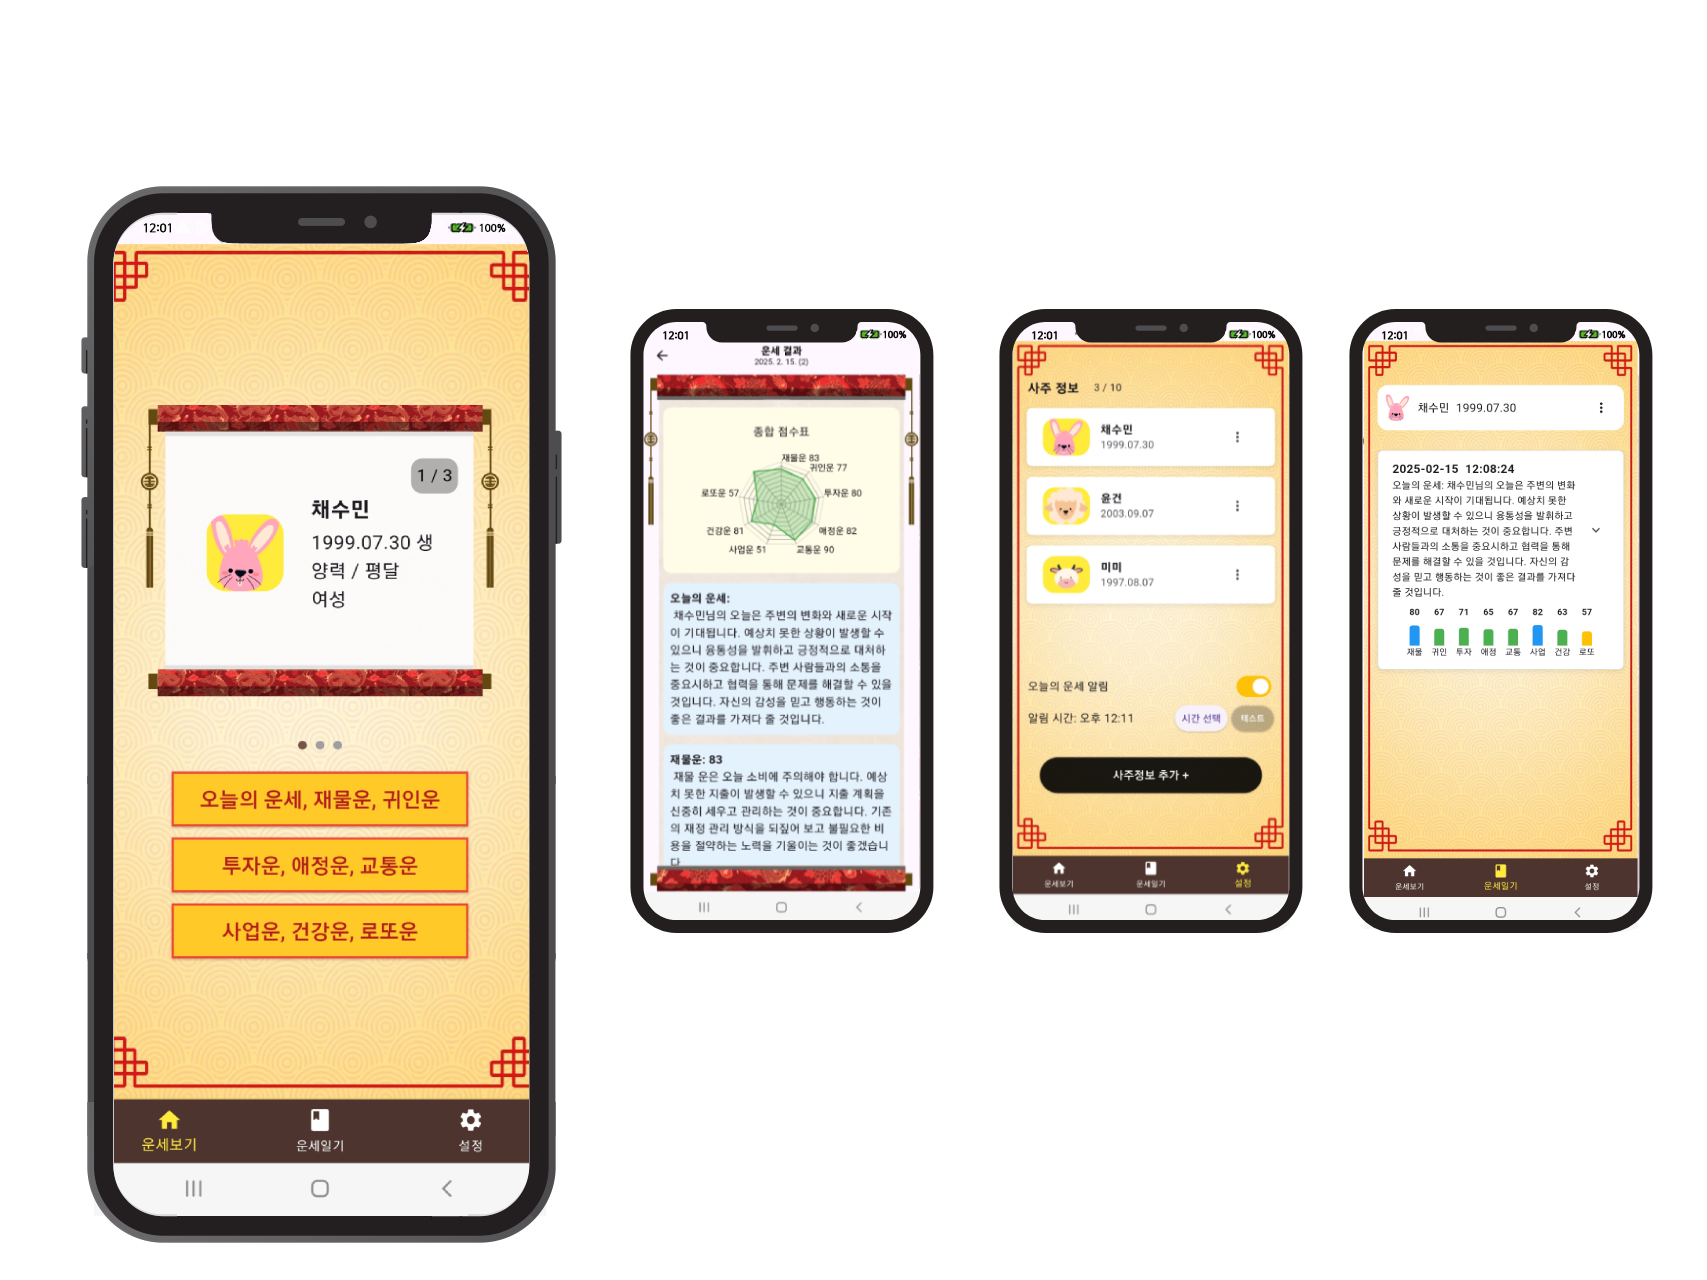 12:01
100%
1 / 3
채수민
1999.07.30 생
양력 / 평달
여성
오늘의 운세, 재물운, 귀인운
투자운, 애정운, 교통운
사업운, 건강운, 로또운
운세보기
운세일기
설정
12:01
100%
운세 결과
2025. 2. 15. (2)
종합 점수표
재물운 83
귀인운 77
로또운 57
투자운 80
건강운 81
애정운 82
사업운 51
교통운 90
오늘의 운세:
채수민님의 오늘은 주변의 변화와 새로운 시작
이 기대됩니다. 예상치 못한 상황이 발생할 수
있으니 융통성을 발휘하고 긍정적으로 대처하
는 것이 중요합니다. 주변 사람들과의 소통을
중요시하고 협력을 통해 문제를 해결할 수 있을
것입니다. 자신의 감성을 믿고 행동하는 것이
좋은 결과를 가져다 줄 것입니다.
재물운: 83
재물 운은 오늘 소비에 주의해야 합니다. 예상
치 못한 지출이 발생할 수 있으니 지출 계획을
신중히 세우고 관리하는 것이 중요합니다. 기존
의 재정 관리 방식을 되짚어 보고 불필요한 비
용을 절약하는 노력을 기울이는 것이 좋겠습니
다
12:01
100%
사주 정보 3 / 10
채수민
1999.07.30
윤건
2003.09.07
미미
1997.08.07
오늘의 운세 알림
알림 시간: 오후 12:11
시간 선택
테스트
사주정보 추가 +
운세보기
운세일기
설정
12:01
100%
채수민 1999.07.30
2025-02-15 12:08:24
오늘의 운세: 채수민님의 오늘은 주변의 변화
와 새로운 시작이 기대됩니다. 예상치 못한
상황이 발생할 수 있으니 융통성을 발휘하고
긍정적으로 대처하는 것이 중요합니다. 주변
사람들과의 소통을 중요시하고 협력을 통해
문제를 해결할 수 있을 것입니다. 자신의 감
성을 믿고 행동하는 것이 좋은 결과를 가져다
줄 것입니다.
80 67 71 65 67 82 63 57
재물 귀인 투자 애정 교통 사업 건강 로또
운세보기
운세일기
설정